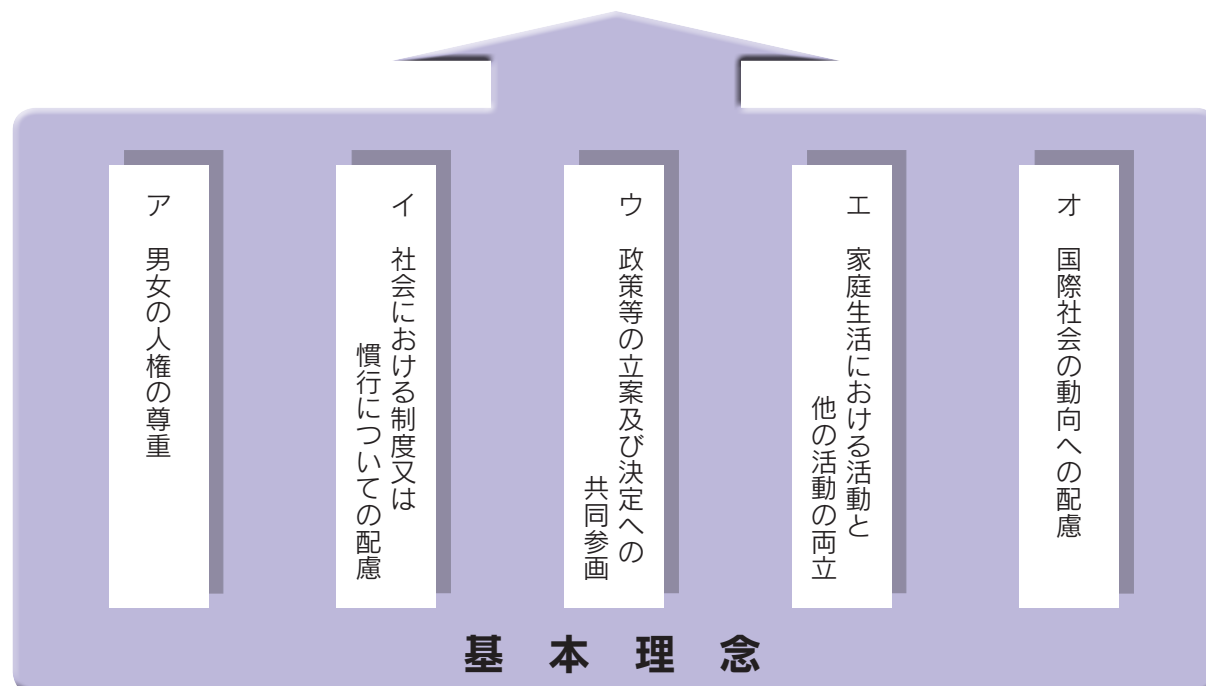 ア　男女の人権の尊重
イ　社会における制度又は
慣行についての配慮
ウ　政策等の立案及び決定への
共同参画
エ　家庭生活における活動と
他の活動の両立
オ　国際社会の動向への配慮
基本理念